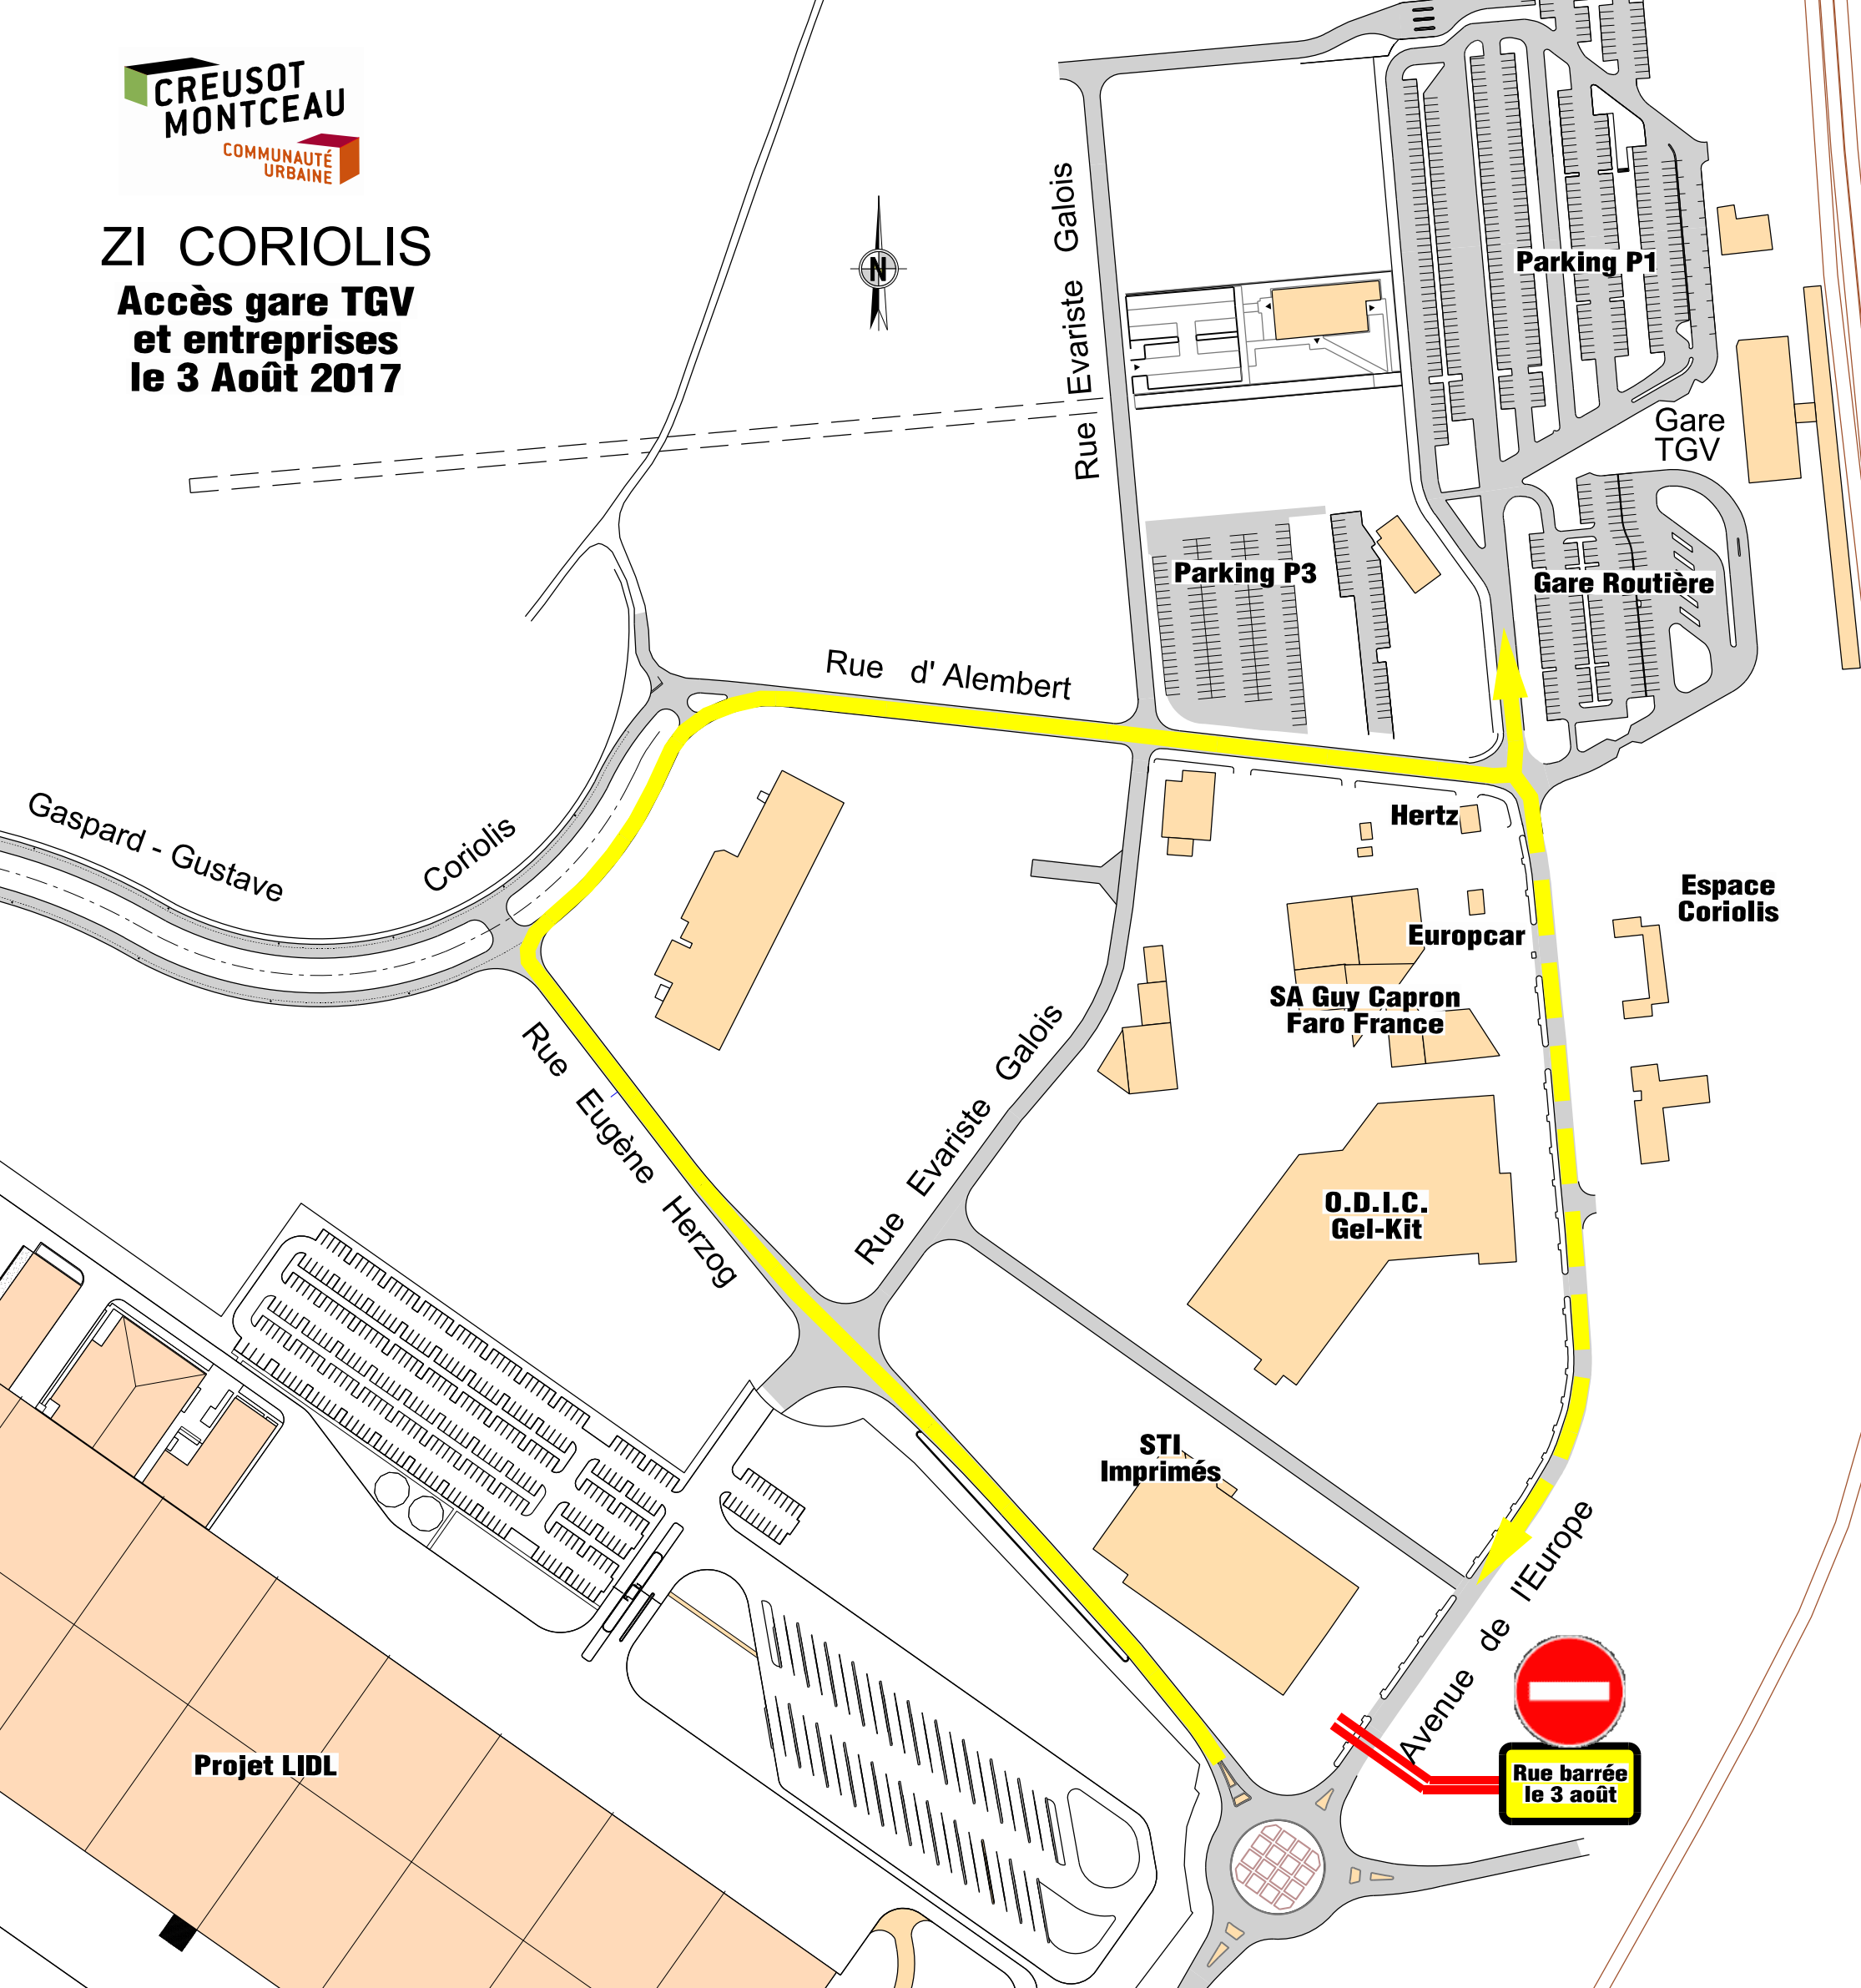 CREUSOT
MONTCEAU
COMMUNAUTÉ
URBAINE
ZI CORIOLIS
Accès gare TGV
et entreprises
le 3 Août 2017
N
Rue Evariste Galois
Parking P1
Gare
TGV
Parking P3
Gare Routière
Rue d' Alembert
Gaspard - Gustave
Coriolis
Hertz
Espace
Coriolis
Europcar
SA Guy Capron
Faro France
Rue Eugène Herzog
Rue Evariste Galois
O.D.I.C.
Gel-Kit
STI
Imprimés
Avenue de l'Europe
Projet LIDL
Rue barrée
le 3 août